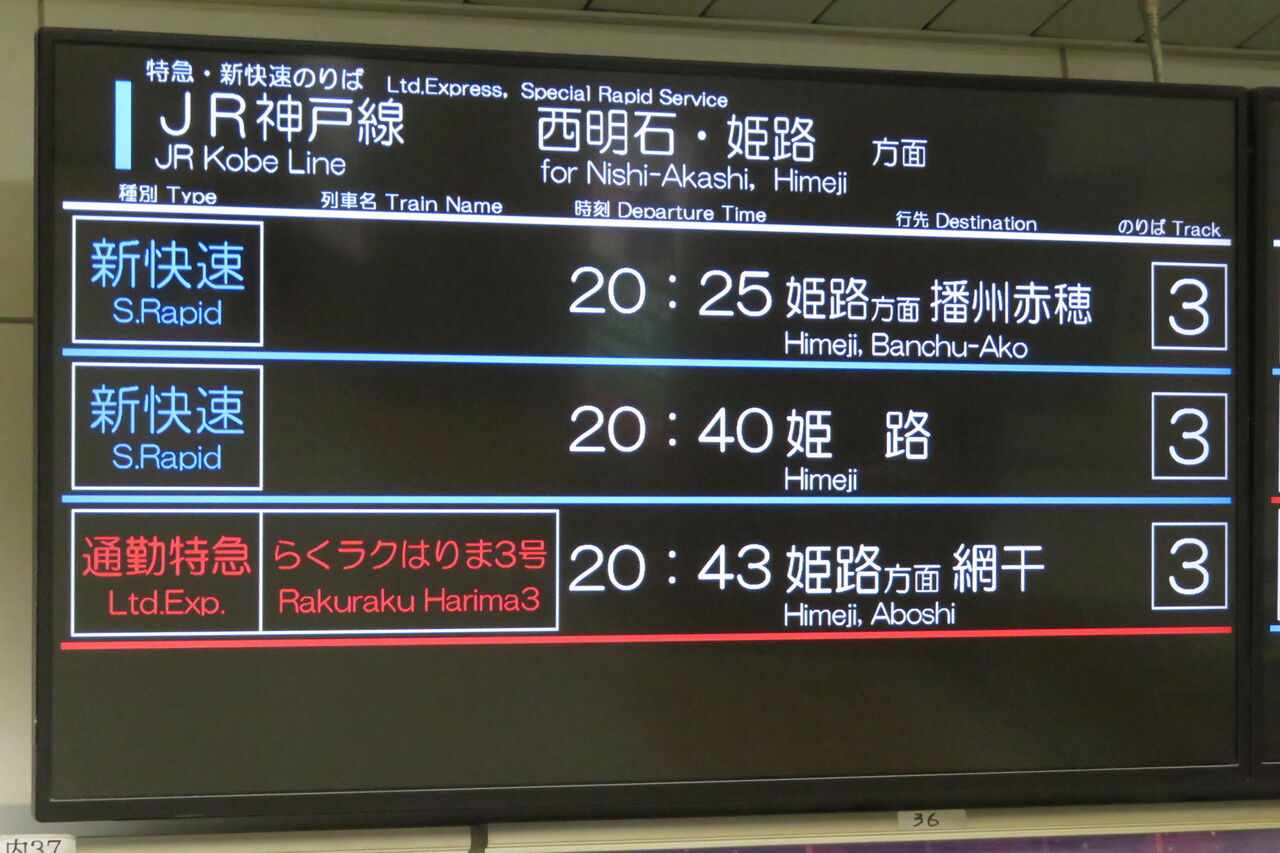 特急・新快速のりば Ltd.Express, Special Rapid Service
JR神戸線 西明石・姫路 方面
JR Kobe Line for Nishi-Akashi, Himeji
種別 Type 列車名 Train Name 時刻 Departure Time 行先 Destination のりば Track
新快速 20:25 姫路方面 播州赤穂 3
S.Rapid Himeji, Banchu-Ako
新快速 20:40 姫 路 3
S.Rapid Himeji
通勤特急 らくラクはりま3号 20:43 姫路方面 網干 3
Ltd.Exp. Rakuraku Harima3 Himeji, Aboshi
36
内37